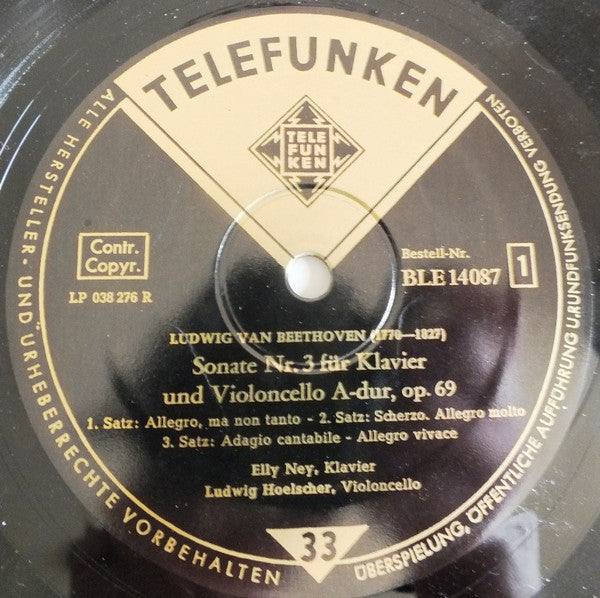 TELEFUNKEN
TELE
FUN
KEN
Contr.
Copyr.
LP 038 276 R
Bestell-Nr.
BLE 14087
1
LUDWIG VAN BEETHOVEN (1770—1827)
Sonate Nr. 3 für Klavier
und Violoncello A-dur, op. 69
1. Satz: Allegro, ma non tanto - 2. Satz: Scherzo. Allegro molto
3. Satz: Adagio cantabile - Allegro vivace
Elly Ney, Klavier
Ludwig Hoelscher, Violoncello
33
ALLE HERSTELLER- UND URHEBERRECHTE VORBEHALTEN
ÜBERSPIELUNG, ÖFFENTLICHE AUFFÜHRUNG U.RUNDFUNKSENDUNG VERBOTEN